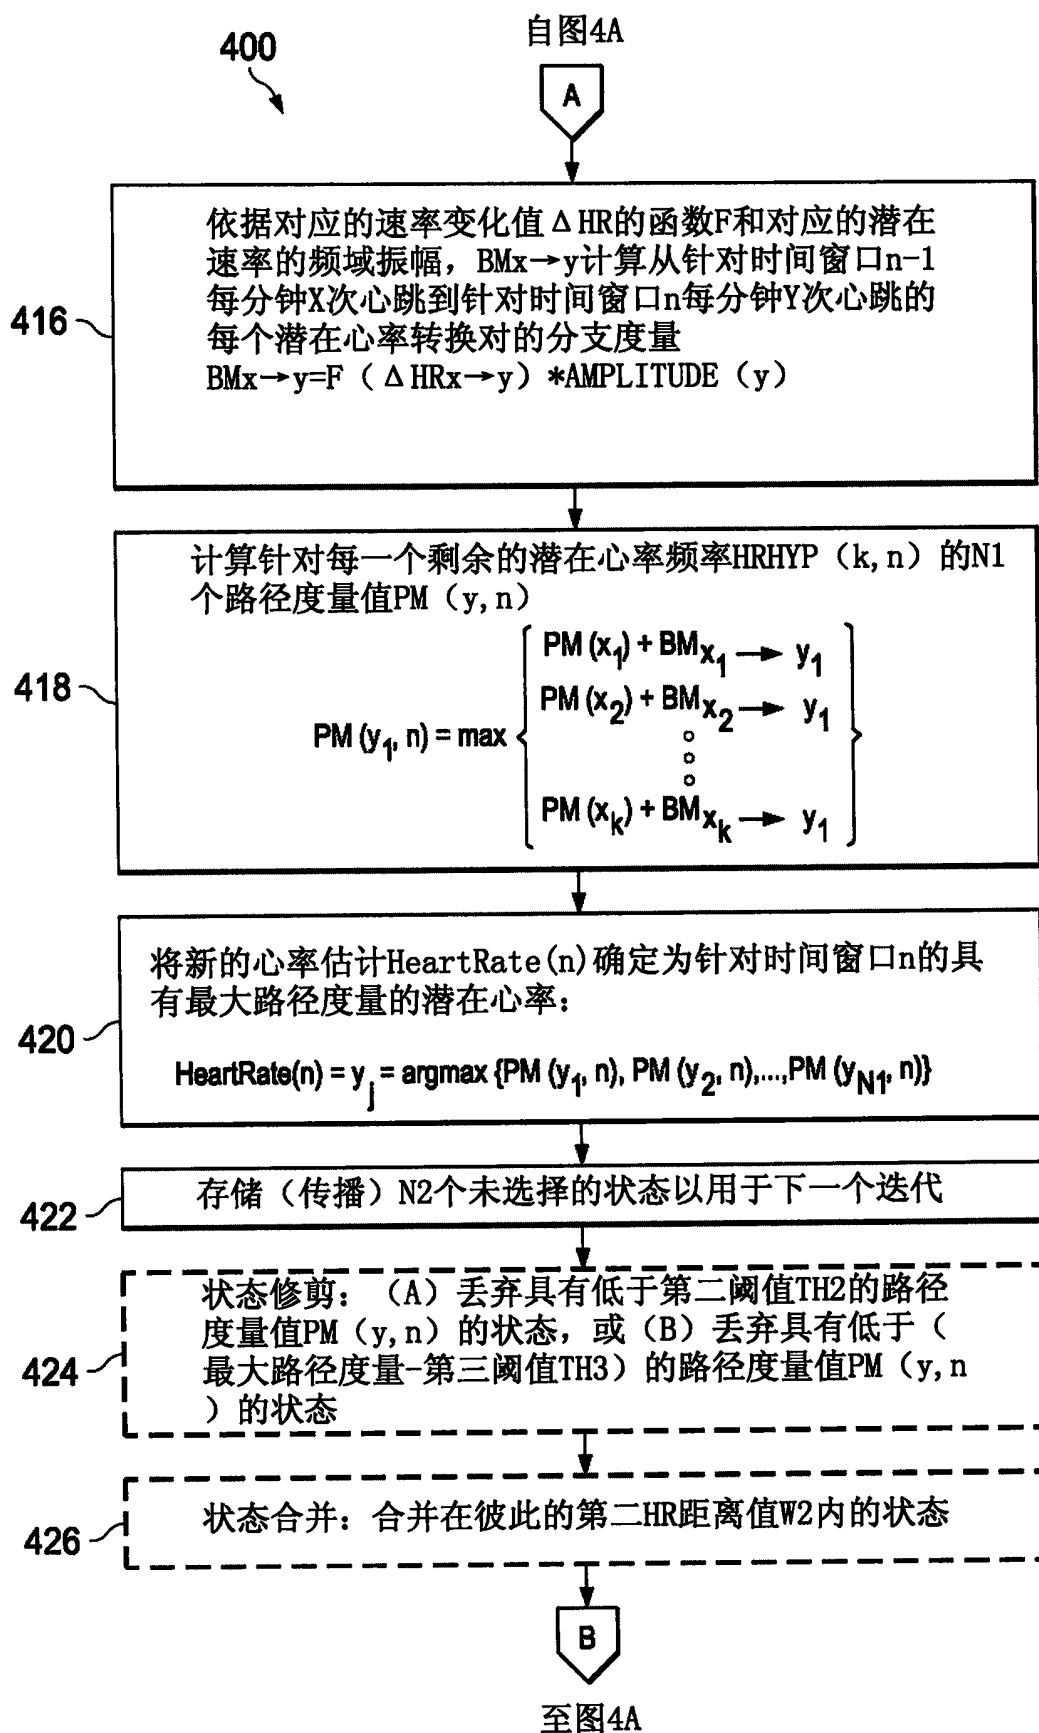 自图4A
400
A
416
依据对应的速率变化值ΔHR的函数F和对应的潜在
速率的频域振幅，BMx→y计算从针对时间窗口n-1
每分钟X次心跳到针对时间窗口n每分钟Y次心跳的
每个潜在心率转换对的分支度量
BMx→y=F（ΔHRx→y）*AMPLITUDE（y）
418
计算针对每一个剩余的潜在心率频率HRHYP（k,n）的N1
个路径度量值PM（y,n）
PM (x₁) + BM x₁ → y₁
PM (x₂) + BM x₂ → y₁
PM (y₁, n) = max
PM (xₖ) + BM xₖ → y₁
420
将新的心率估计HeartRate(n)确定为针对时间窗口n的具
有最大路径度量的潜在心率：
HeartRate(n) = y_j = argmax {PM (y₁, n), PM (y₂, n),...,PM (y_N1, n)}
422
存储（传播）N2个未选择的状态以用于下一个迭代
424
状态修剪：（A）丢弃具有低于第二阈值TH2的路径
度量值PM（y,n）的状态，或（B）丢弃具有低于（
最大路径度量-第三阈值TH3）的路径度量值PM（y,n
）的状态
426
状态合并：合并在彼此的第二HR距离值W2内的状态
B
至图4A